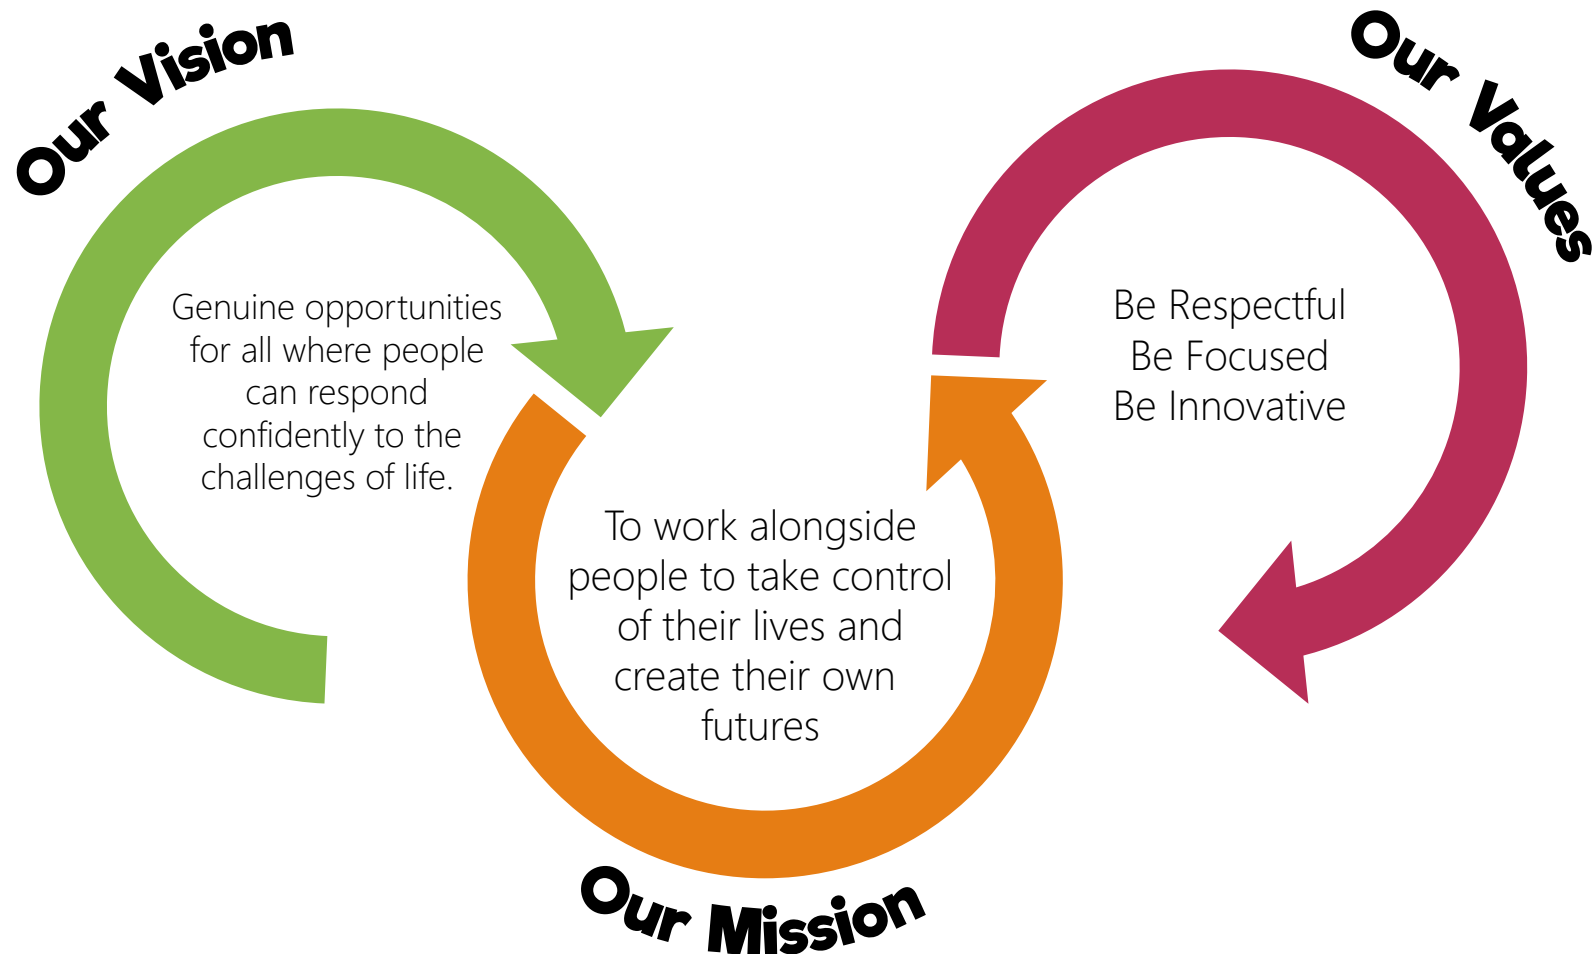 Our Vision
Genuine opportunities
for all where people
can respond
confidently to the
challenges of life.
To work alongside
people to take control
of their lives and
create their own
futures
Our Mission
Our Values
Be Respectful
Be Focused
Be Innovative